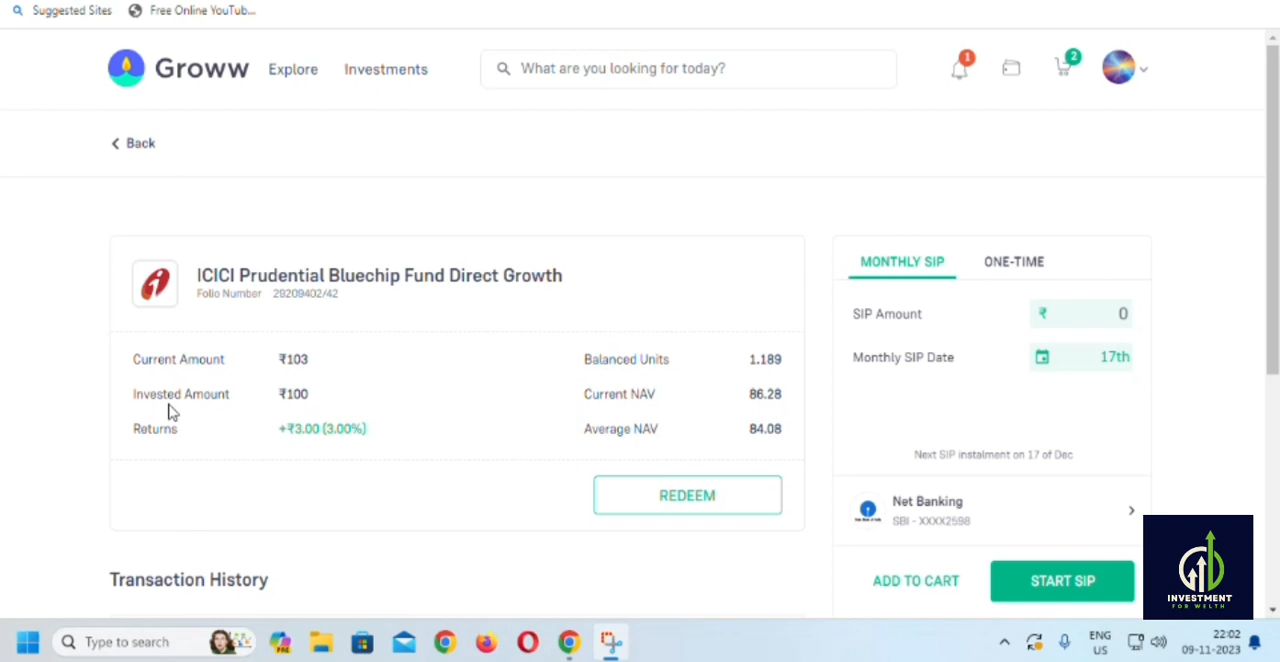 Suggested Sites Free Online YouTub...
Groww Explore Investments What are you looking for today? 1 2
Back
ICICI Prudential Bluechip Fund Direct Growth
Folio Number 29209402/42
Current Amount ₹103 Balanced Units 1.189
Invested Amount ₹100 Current NAV 86.28
Returns +₹3.00 (3.00%) Average NAV 84.08
REDEEM
Transaction History
MONTHLY SIP ONE-TIME
SIP Amount ₹ 0
Monthly SIP Date 17th
Next SIP instalment on 17 of Dec
Net Banking
SBI - XXXX2598
ADD TO CART START SIP
INVESTMENT
FOR WELTH
Type to search ENG 22:02
US 09-11-2023